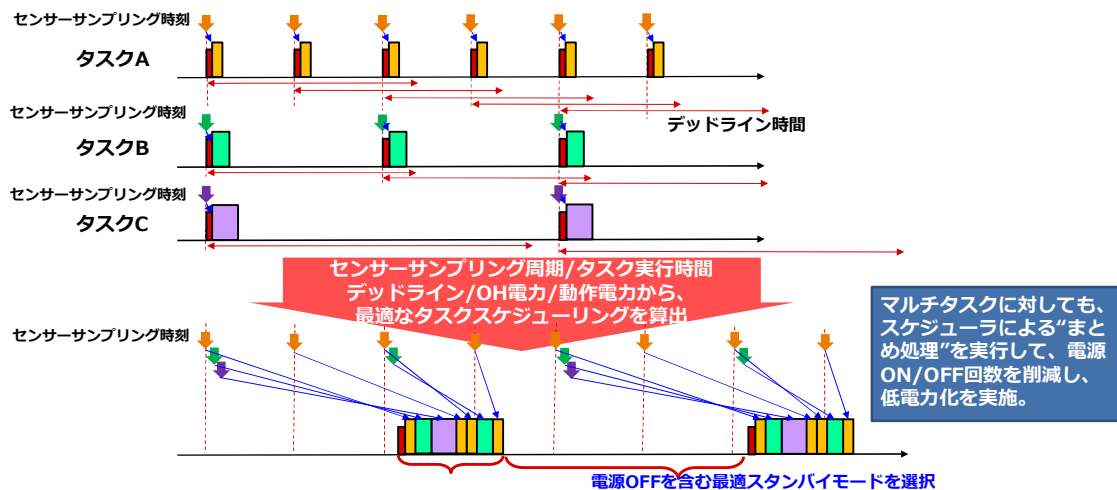 センサーサンプリング時刻
タスクA
センサーサンプリング時刻
デッドライン時間
タスクB
センサーサンプリング時刻
タスクC
センサーサンプリング周期/タスク実行時間
デッドライン/OH電力/動作電力から、
最適なタスクスケジューリングを算出
センサーサンプリング時刻
マルチタスクに対しても、
スケジューラによる“まと
め処理”を実行して、電源
ON/OFF回数を削減し、
低電力化を実施。
電源OFFを含む最適スタンバイモードを選択